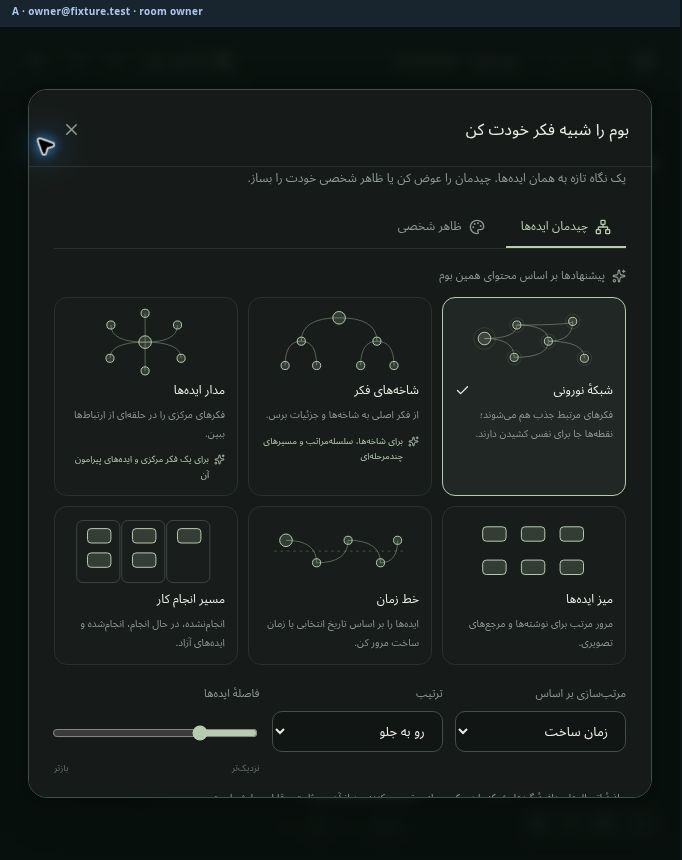 A · owner@fixture.test · room owner
بوم را شبیه فکر خودت کن
یک نگاه تازه به همان ایده‌ها. چیدمان را عوض کن یا ظاهر شخصی خودت را بساز.
چیدمان ایده‌ها
ظاهر شخصی
پیشنهادها بر اساس محتوای همین بوم
شبکهٔ نورونی
فکرهای مرتبط جذب هم می‌شوند؛
نقطه‌ها جا برای نفس کشیدن دارند.
شاخه‌های فکر
از فکر اصلی به شاخه‌ها و جزئیات برس.
برای شاخه‌ها، سلسله‌مراتب و مسیرهای
چندمرحله‌ای
مدار ایده‌ها
فکرهای مرکزی را در حلقه‌ای از ارتباط‌ها
ببین.
برای یک فکر مرکزی و ایده‌های پیرامون
آن
میز ایده‌ها
مرور مرتب برای نوشته‌ها و مرجع‌های
تصویری.
خط زمان
ایده‌ها را بر اساس تاریخ انتخابی یا زمان
ساخت مرور کن.
مسیر انجام کار
انجام‌نشده، در حال انجام، انجام‌شده و
ایده‌های آزاد.
مرتب‌سازی بر اساس
زمان ساخت
ترتیب
رو به جلو
فاصلهٔ ایده‌ها
نزدیک‌تر
بازتر